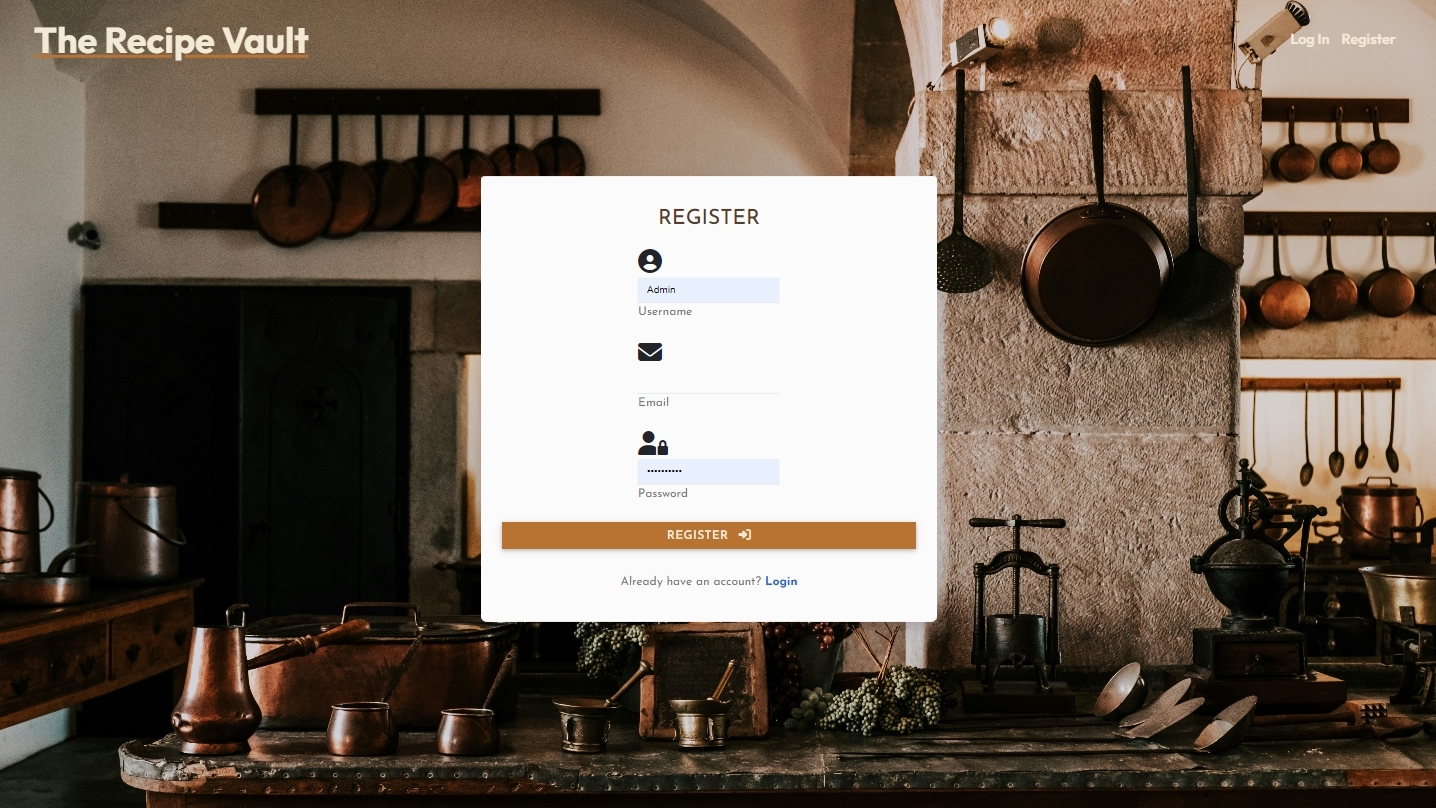 The Recipe Vault
Log In Register
REGISTER
Admin
Username
Email
••••••••••
Password
REGISTER
Already have an account? Login